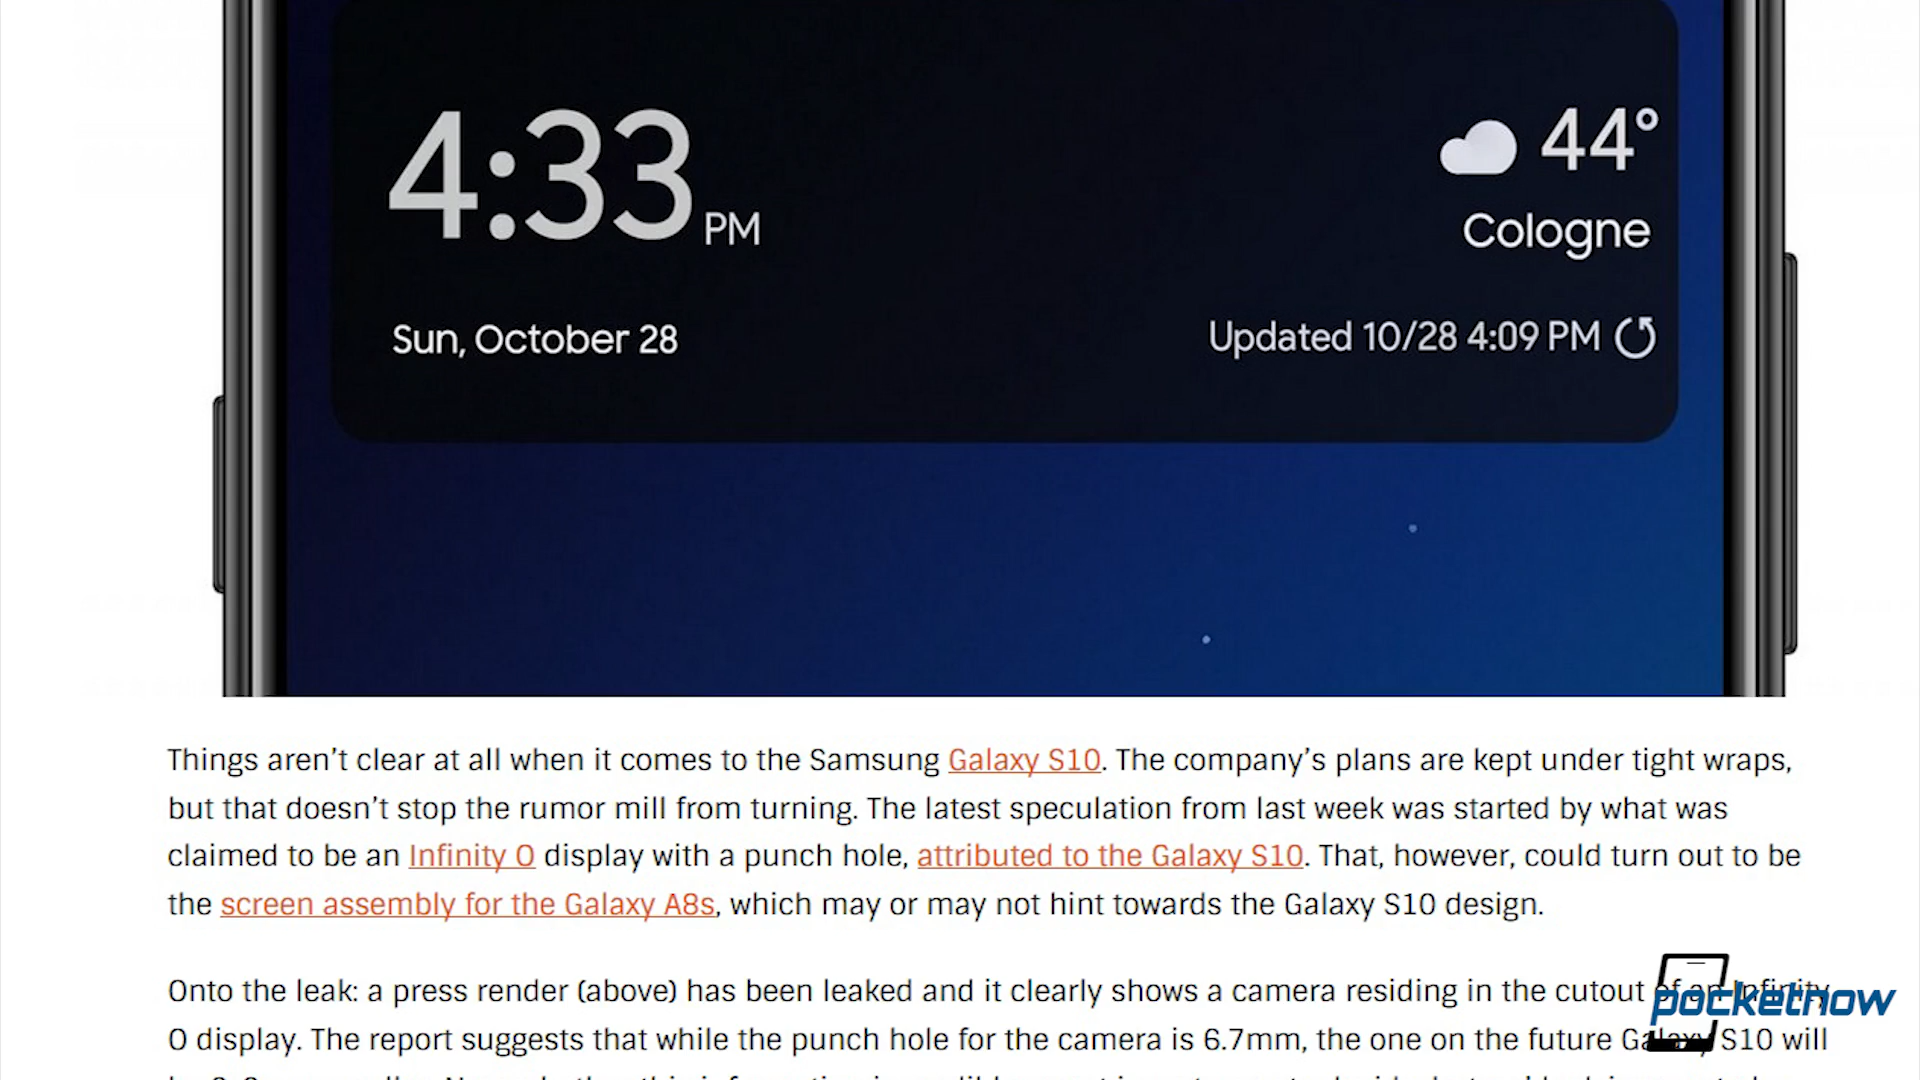 4:33 PM
44°
Cologne
Sun, October 28
Updated 10/28 4:09 PM
Things aren't clear at all when it comes to the Samsung Galaxy S10. The company's plans are kept under tight wraps,
but that doesn't stop the rumor mill from turning. The latest speculation from last week was started by what was
claimed to be an Infinity O display with a punch hole, attributed to the Galaxy S10. That, however, could turn out to be
the screen assembly for the Galaxy A8s, which may or may not hint towards the Galaxy S10 design.
Onto the leak: a press render (above) has been leaked and it clearly shows a camera residing in the cutout of an Infinity
pocketnow
O display. The report suggests that while the punch hole for the camera is 6.7mm, the one on the future Galaxy S10 will